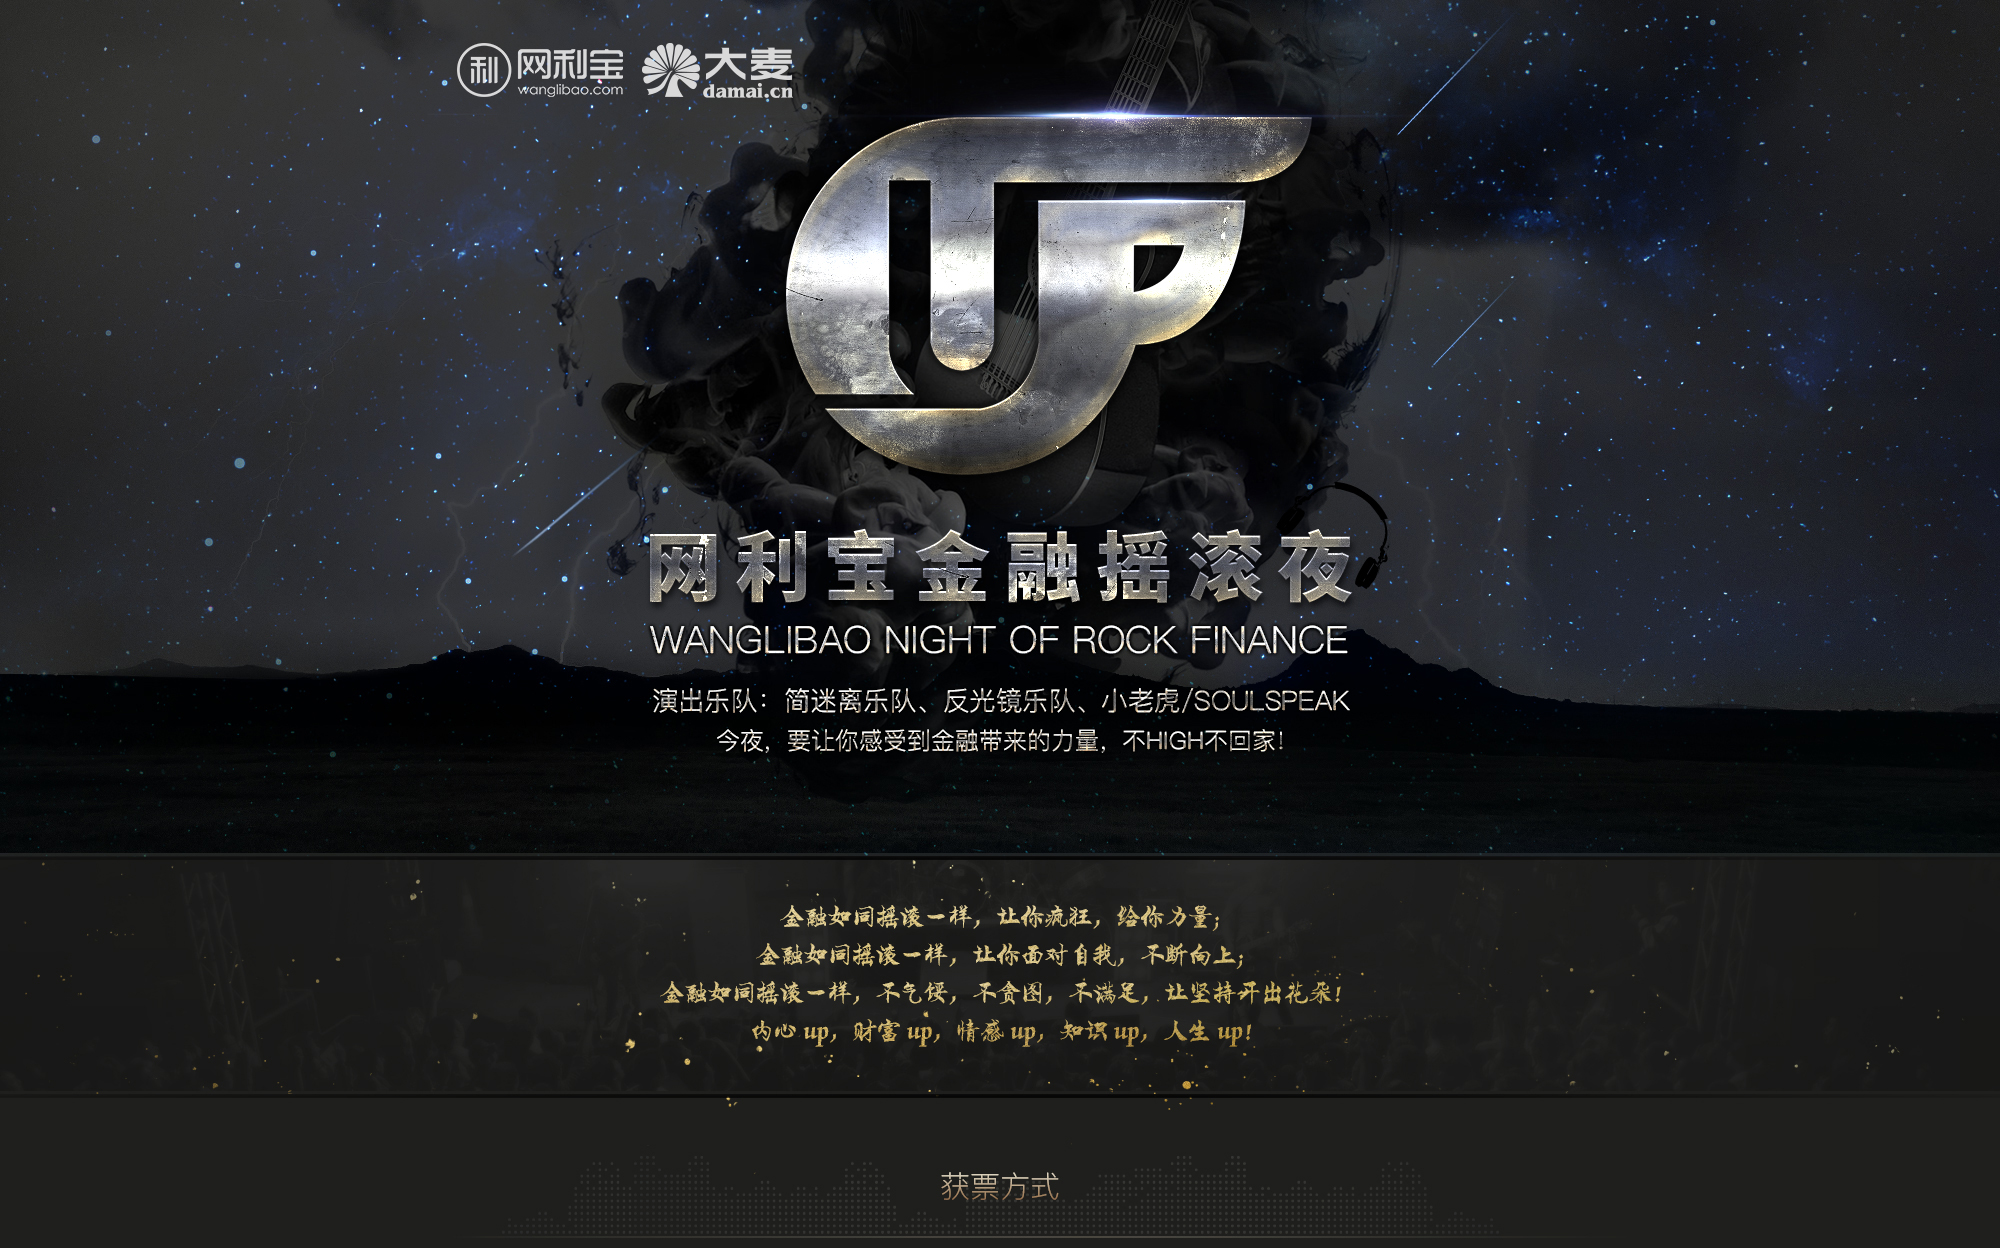 利 网利宝 大麦
wanglibao.com damai.cn
UP
网利宝金融摇滚夜
WANGLIBAO NIGHT OF ROCK FINANCE
演出乐队：简迷离乐队、反光镜乐队、小老虎/SOULSPEAK
今夜，要让你感受到金融带来的力量，不HIGH不回家！
金融如同摇滚一样，让你疯狂，给你力量；
金融如同摇滚一样，让你面对自我，不断向上；
金融如同摇滚一样，不气馁，不贪图，不满足，让坚持开出花朵！
内心 up，财富 up，情感 up，知识 up，人生 up！
获票方式